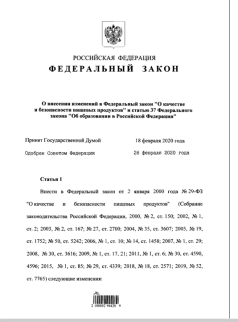 РОССИЙСКАЯ ФЕДЕРАЦИЯ
ФЕДЕРАЛЬНЫЙ ЗАКОН
О внесении изменений в Федеральный закон "О качестве
и безопасности пищевых продуктов" и статью 37 Федерального
закона "Об образовании в Российской Федерации"
Принят Государственной Думой 18 февраля 2020 года
Одобрен Советом Федерации 26 февраля 2020 года
Статья 1
Внести в Федеральный закон от 2 января 2000 года № 29-ФЗ
"О качестве и безопасности пищевых продуктов" (Собрание
законодательства Российской Федерации, 2000, № 2, ст. 150; 2002, № 1,
ст. 2; 2003, № 2, ст. 167; № 27, ст. 2700; 2004, № 35, ст. 3607; 2005, № 19,
ст. 1752; № 50, ст. 5242; 2006, № 1, ст. 10; № 14, ст. 1458; 2007, № 1, ст. 29;
2008, № 30, ст. 3616; 2009, № 1, ст. 17, 21; 2011, № 1, ст. 6; № 30, ст. 4590,
4596; 2015, № 1, ст. 85; № 29, ст. 4339; 2018, № 18, ст. 2571; 2019, № 52,
ст. 7765) следующие изменения: